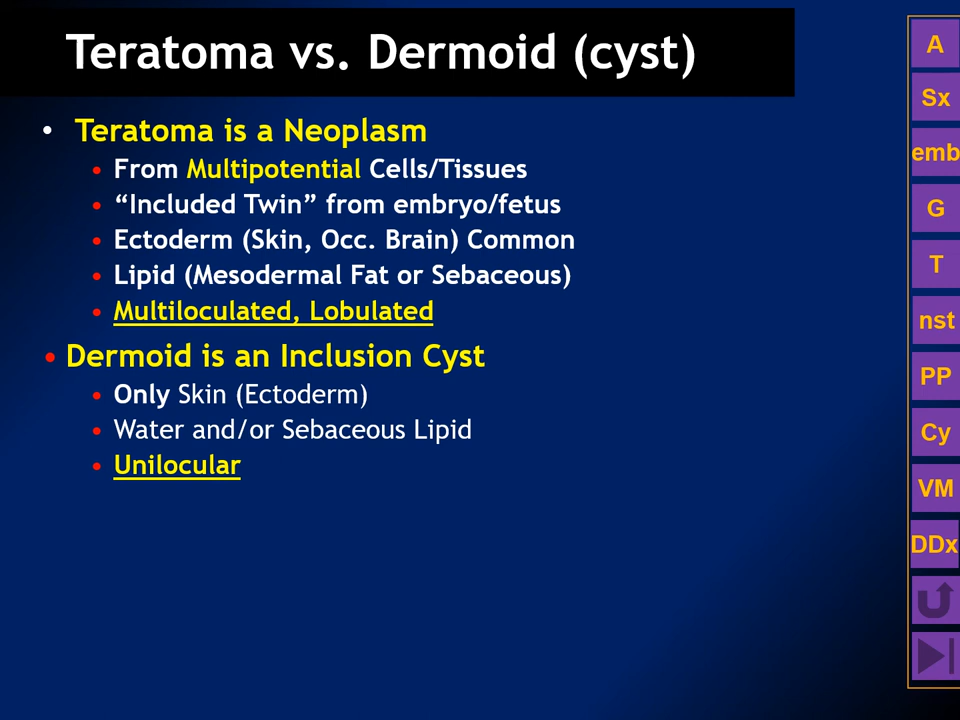 Teratoma vs. Dermoid (cyst)
• Teratoma is a Neoplasm
• From Multipotential Cells/Tissues
• “Included Twin” from embryo/fetus
• Ectoderm (Skin, Occ. Brain) Common
• Lipid (Mesodermal Fat or Sebaceous)
• Multiloculated, Lobulated
• Dermoid is an Inclusion Cyst
• Only Skin (Ectoderm)
• Water and/or Sebaceous Lipid
• Unilocular
A
Sx
emb
G
T
nst
PP
Cy
VM
DDx